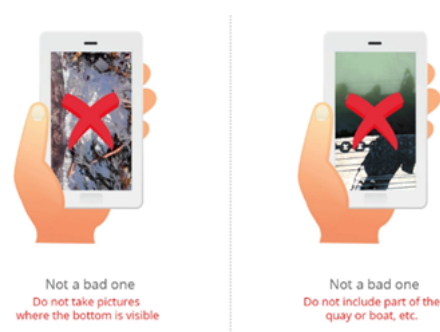 Not a bad one
Do not take pictures
where the bottom is visible
Not a bad one
Do not include part of the
quay or boat, etc.